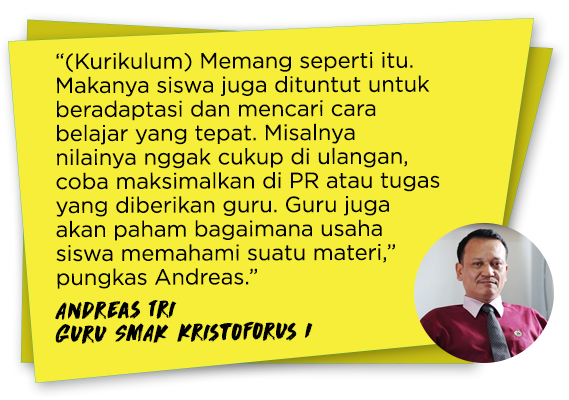 “(Kurikulum) Memang seperti itu.
Makanya siswa juga dituntut untuk
beradaptasi dan mencari cara
belajar yang tepat. Misalnya
nilainya nggak cukup di ulangan,
coba maksimalkan di PR atau tugas
yang diberikan guru. Guru juga
akan paham bagaimana usaha
siswa memahami suatu materi,”
pungkas Andreas.”
ANDREAS TRI
GURU SMAK KRISTOFORUS I